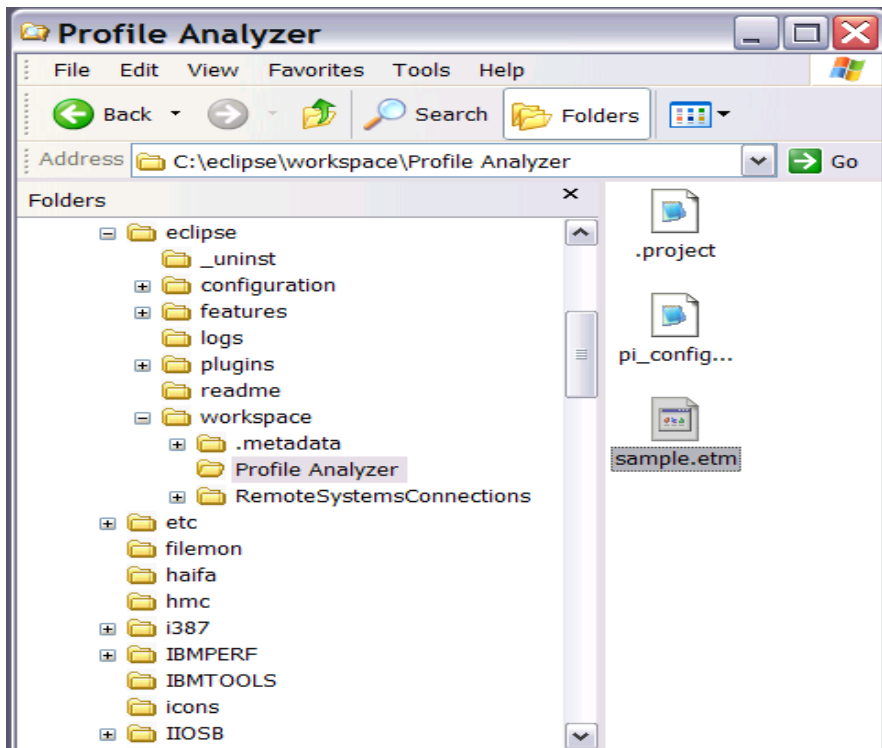 Profile Analyzer
File Edit View Favorites Tools Help
Back Search Folders
Address C:\eclipse\workspace\Profile Analyzer Go
Folders
eclipse
_uninst
configuration
features
logs
plugins
readme
workspace
.metadata
Profile Analyzer
RemoteSystemsConnections
etc
filemon
haifa
hmc
i387
IBMPERF
IBMTOOLS
icons
IIOSB
.project
pi_config...
sample.etm